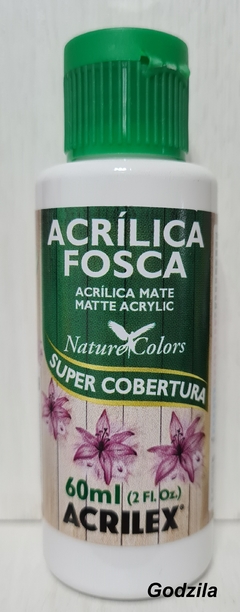 ACRÍLICA
FOSCA
ACRÍLICA MATE
MATTE ACRYLIC
Nature Colors
SUPER COBERTURA
60ml (2 Fl. Oz.)
ACRILEX®
Godzila